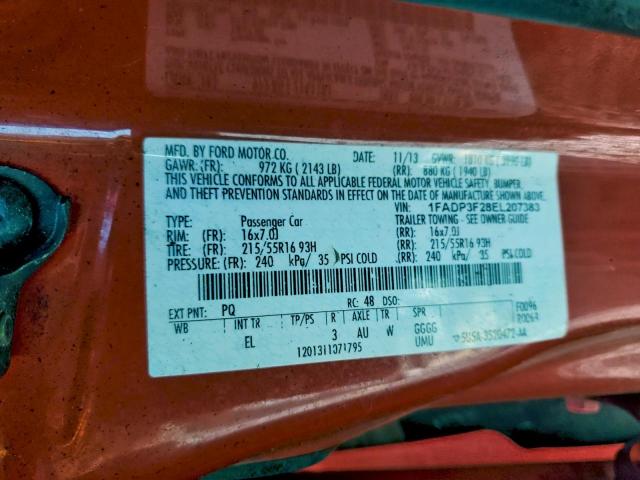 MFD. BY FORD MOTOR CO. DATE: 11/13 GVWR:
GAWR:(FR): 972 KG ( 2143 LB) (RR): 880 KG ( 1940 LB)
THIS VEHICLE CONFORMS TO ALL APPLICABLE FEDERAL MOTOR VEHICLE SAFETY, BUMPER,
AND THEFT PREVENTION STANDARDS IN EFFECT ON THE DATE OF MANUFACTURE SHOWN ABOVE.
VIN: 1FADP3F28EL207383
TYPE: Passenger Car TRAILER TOWING - SEE OWNER GUIDE
RIM: (FR): 16x7.0J (RR): 16x7.0J
TIRE: (FR): 215/55R16 93H (RR): 215/55R16 93H
PRESSURE: (FR): 240 kPa/ 35 PSI COLD (RR): 240 kPa/ 35 PSI COLD
EXT PNT: PQ RC: 48 DSO: F0096
WB INT TR TP/PS R AXLE TR SPR
EL 3 AU W GGGG
UMU
1201311071795